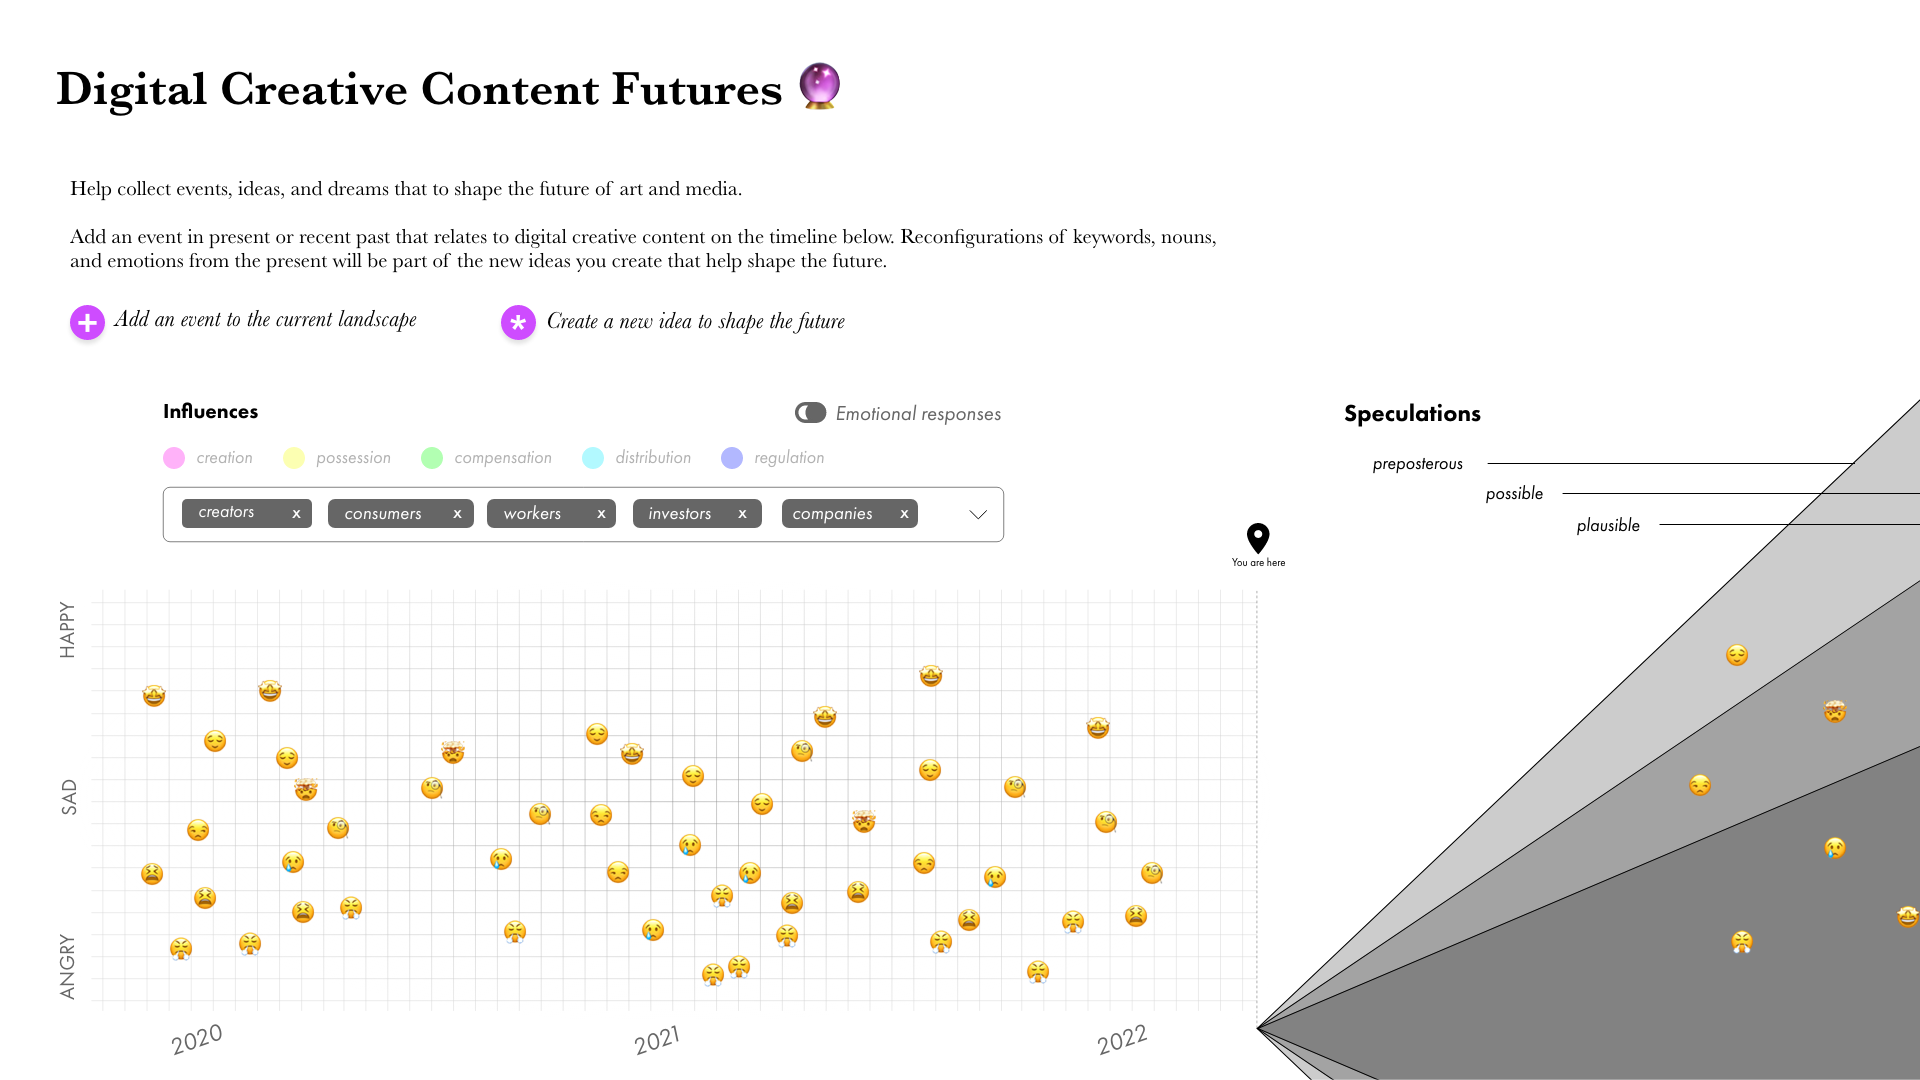 Digital Creative Content Futures
Help collect events, ideas, and dreams that to shape the future of art and media.
Add an event in present or recent past that relates to digital creative content on the timeline below. Reconfigurations of keywords, nouns,
and emotions from the present will be part of the new ideas you create that help shape the future.
+ Add an event to the current landscape
* Create a new idea to shape the future
Influences
Emotional responses
creation possession compensation distribution regulation
creators x consumers x workers x investors x companies x
Speculations
preposterous
possible
plausible
You are here
HAPPY
SAD
ANGRY
2020 2021 2022